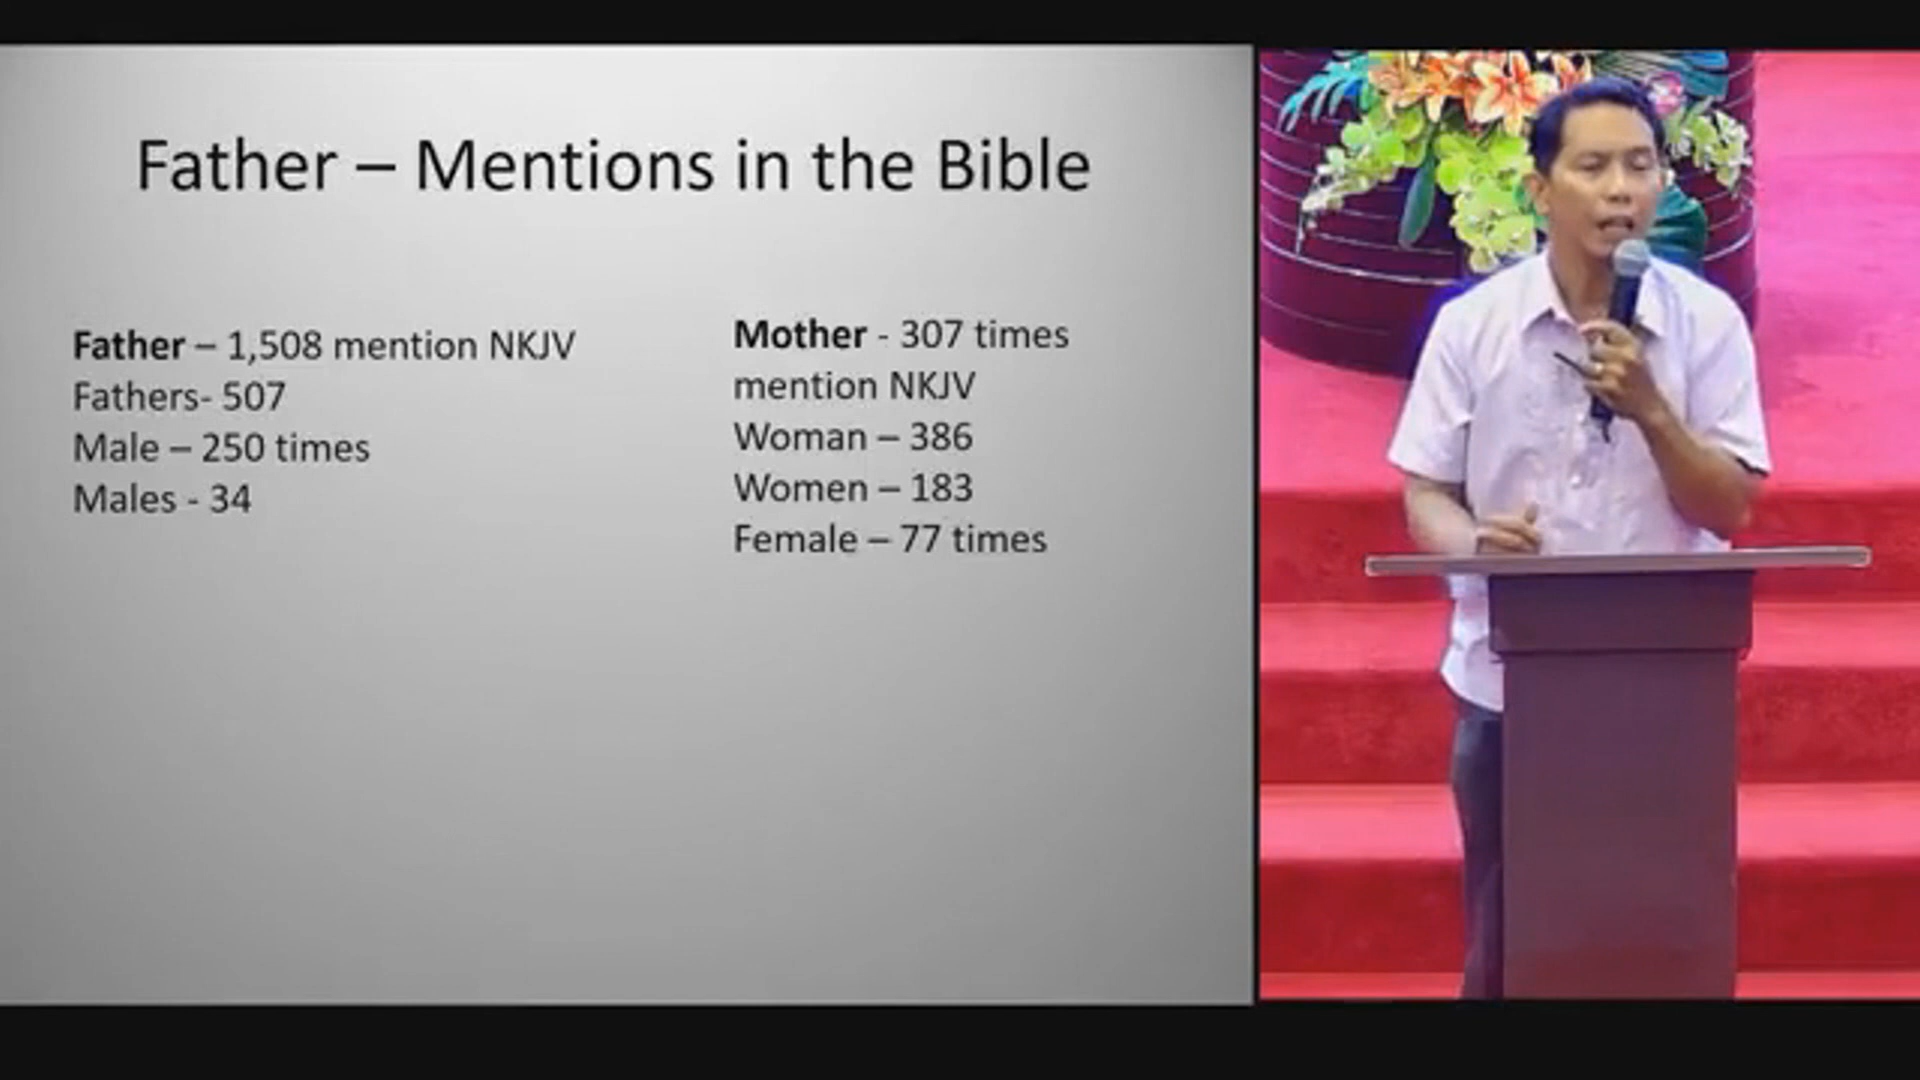 Father – Mentions in the Bible
Father – 1,508 mention NKJV
Fathers- 507
Male – 250 times
Males - 34
Mother - 307 times
mention NKJV
Woman – 386
Women – 183
Female – 77 times